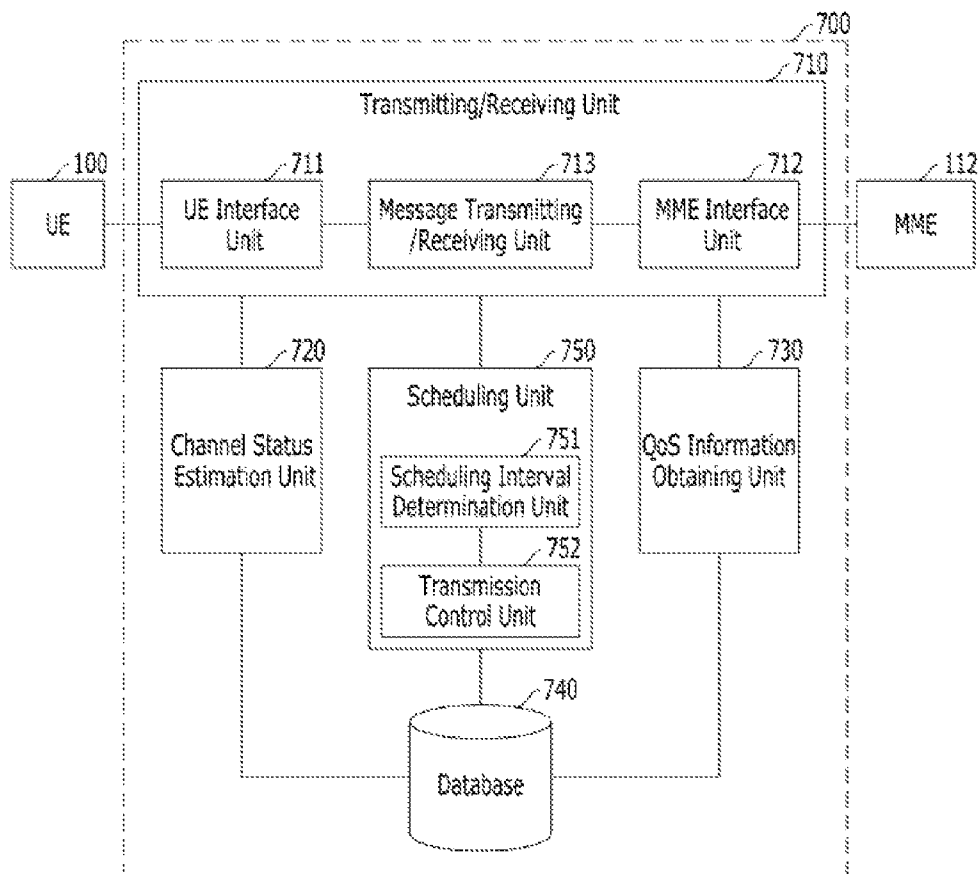 700
710
Transmitting/Receiving Unit
100
711
713
712
112
UE
UE Interface
Unit
Message Transmitting
/Receiving Unit
MME Interface
Unit
MME
720
750
730
Channel Status
Estimation Unit
Scheduling Unit
751
Scheduling Interval
Determination Unit
752
Transmission
Control Unit
QoS Information
Obtaining Unit
740
Database